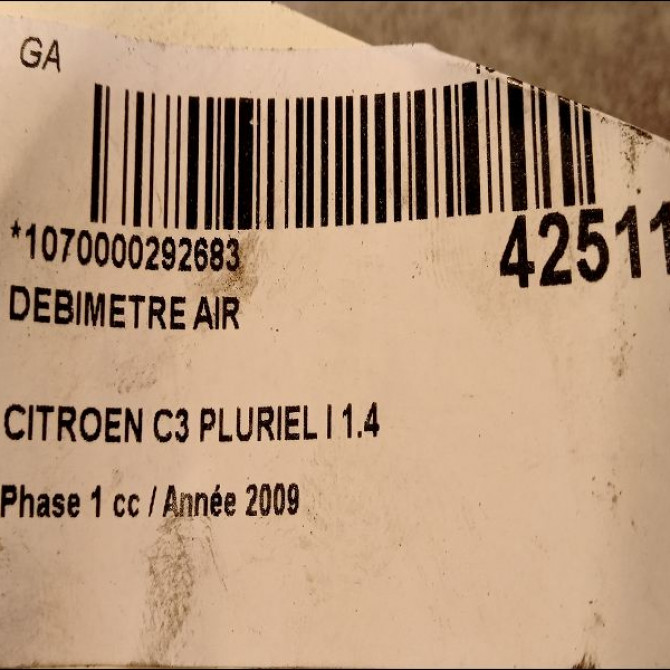 GA
*1070000292683
42511
DEBIMETRE AIR
CITROEN C3 PLURIEL I 1.4
Phase 1 cc / Année 2009